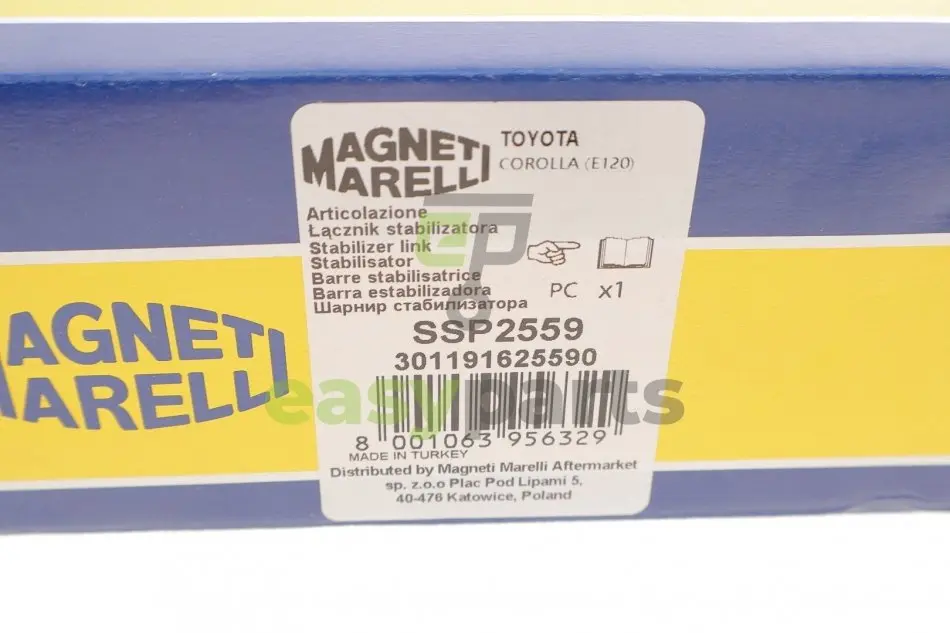 MAGNETI
MARELLI
TOYOTA
COROLLA (E120)
Articolazione
Łącznik stabilizatora
Stabilizer link
Stabilisator
Barre stabilisatrice
Barra estabilizadora
Шарнир стабилизатора
PC x1
SSP2559
301191625590
8 001063 956329
MADE IN TURKEY
Distributed by Magneti Marelli Aftermarket
sp. z.o.o Plac Pod Lipami 5,
40-476 Katowice, Poland
MAGNETI
MARELLI
easyparts